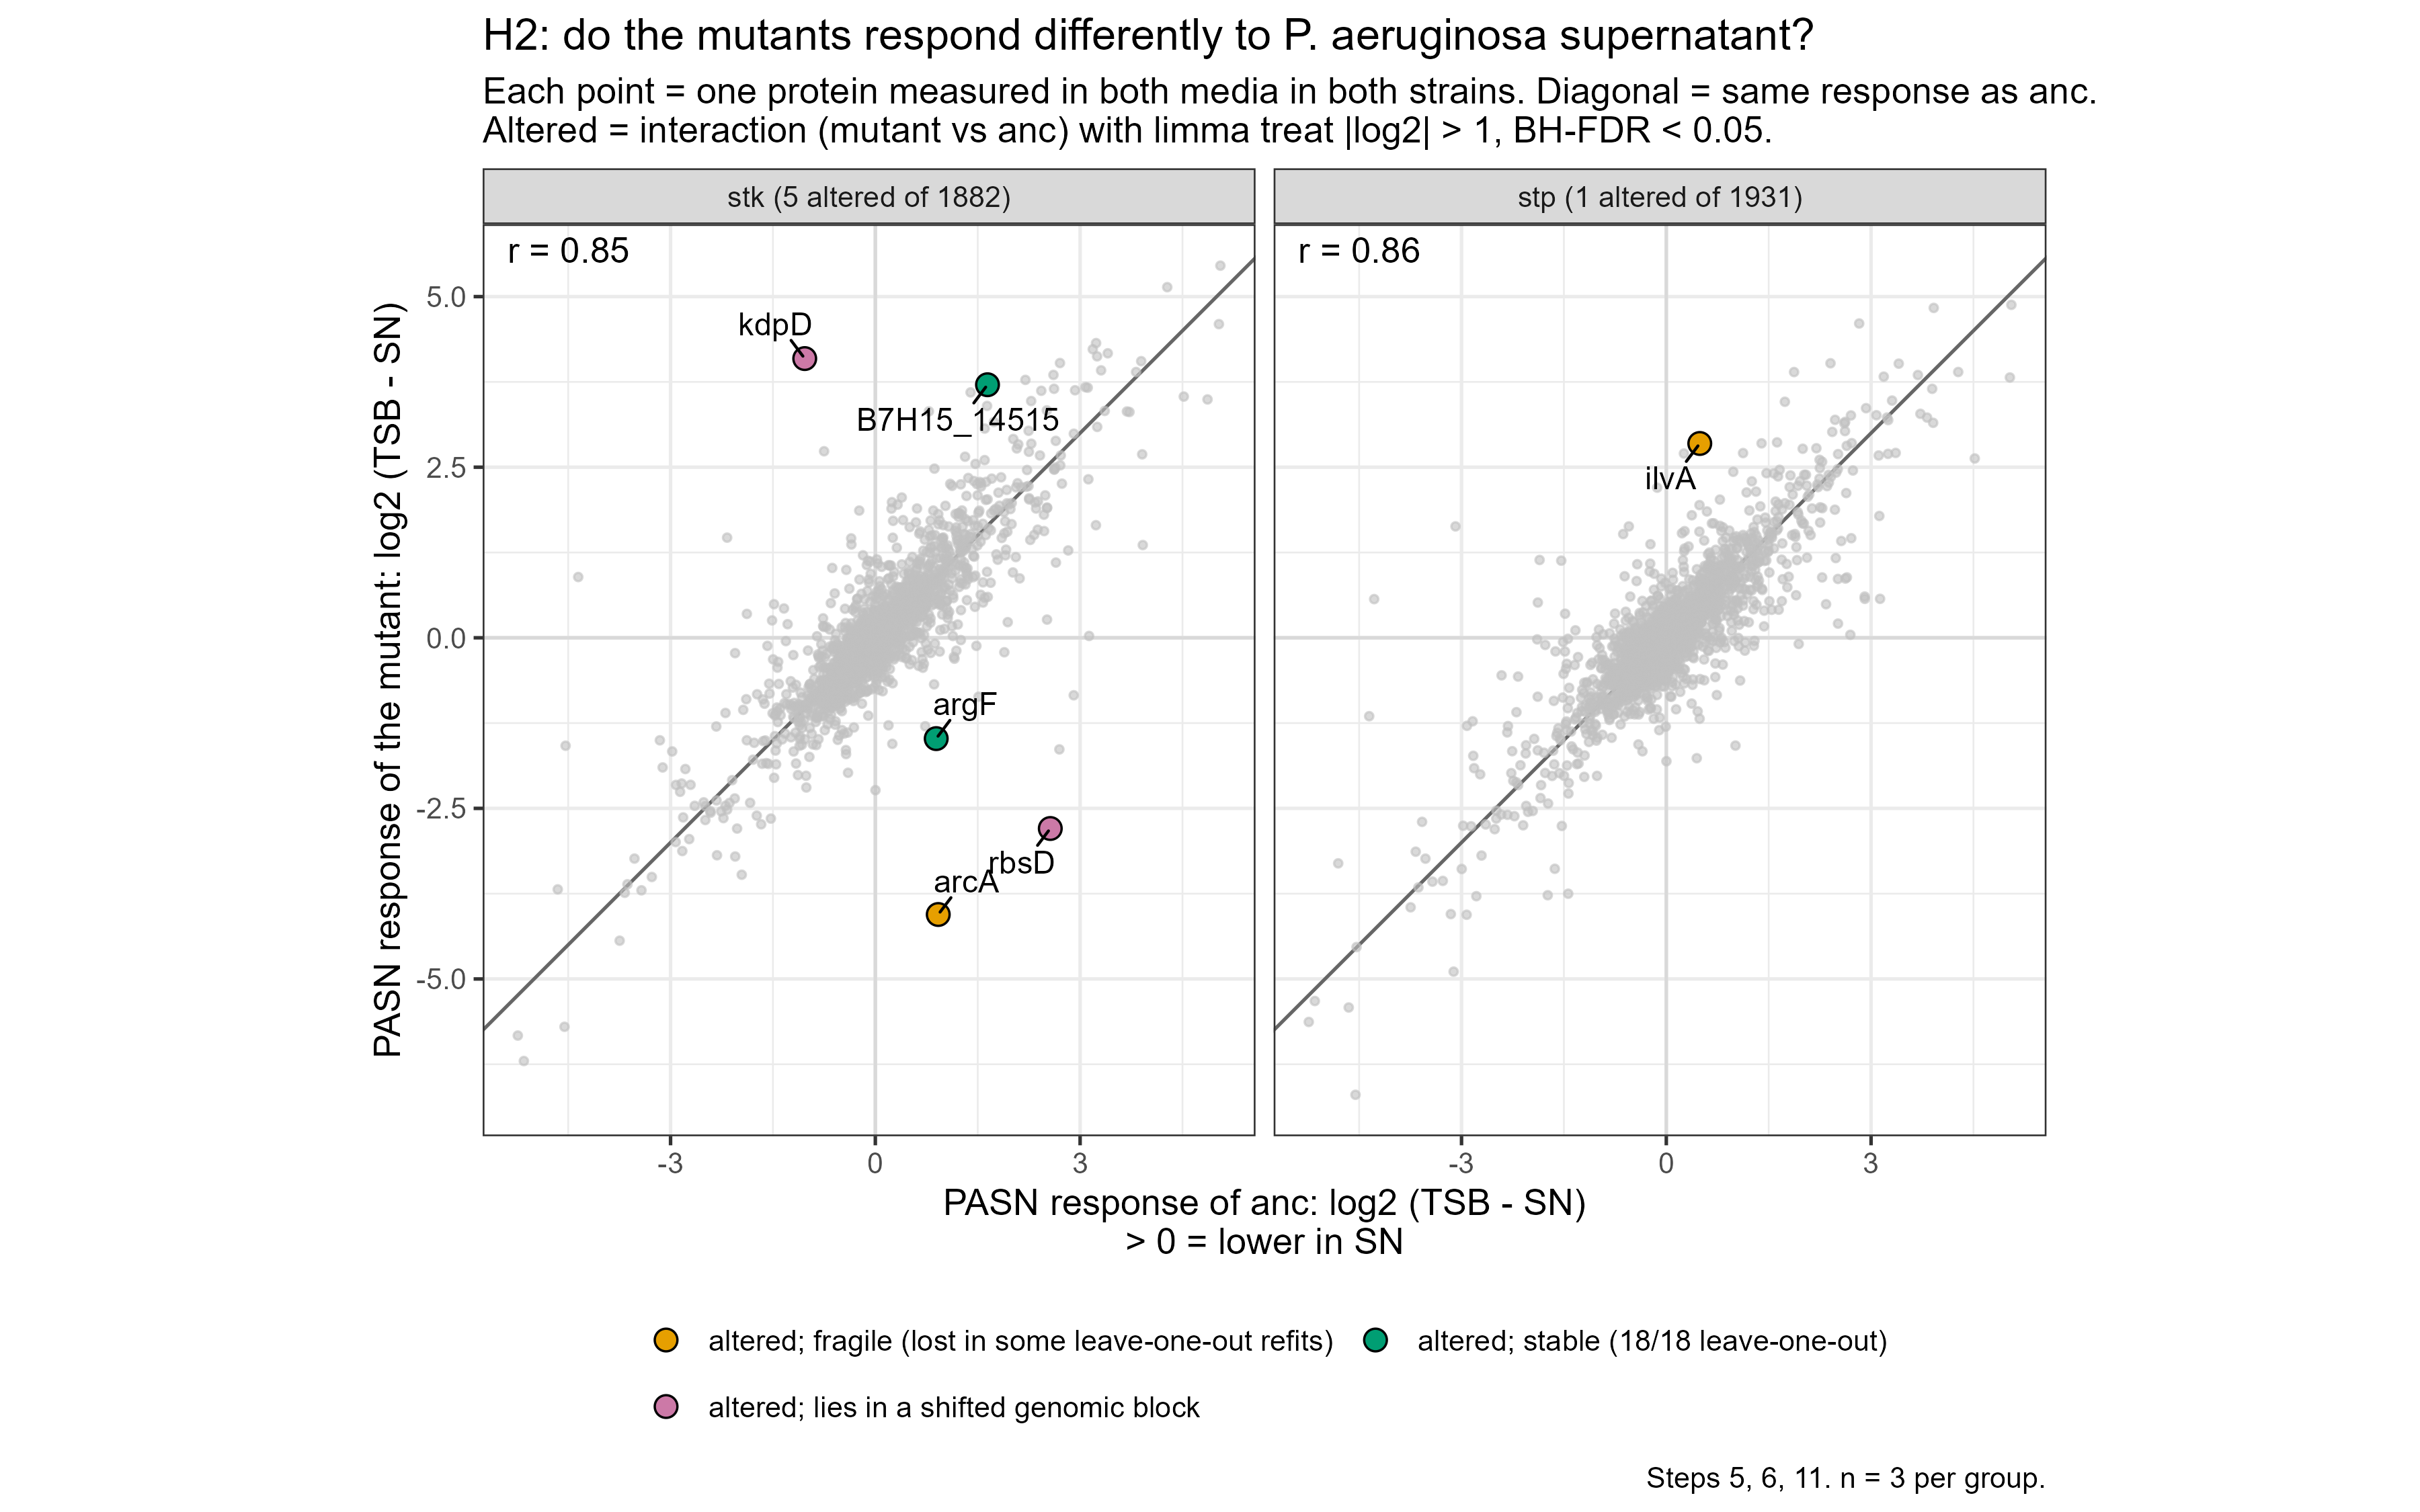 H2: do the mutants respond differently to P. aeruginosa supernatant?
Each point = one protein measured in both media in both strains. Diagonal = same response as anc.
Altered = interaction (mutant vs anc) with limma treat |log2| > 1, BH-FDR < 0.05.
stk (5 altered of 1882)
stp (1 altered of 1931)
PASN response of the mutant: log2 (TSB - SN)
5.0
2.5
0.0
-2.5
-5.0
r = 0.85
kdpD
B7H15_14515
argF
rbsD
arcA
r = 0.86
ilvA
-3
0
3
-3
0
3
PASN response of anc: log2 (TSB - SN)
> 0 = lower in SN
altered; fragile (lost in some leave-one-out refits)
altered; stable (18/18 leave-one-out)
altered; lies in a shifted genomic block
Steps 5, 6, 11. n = 3 per group.